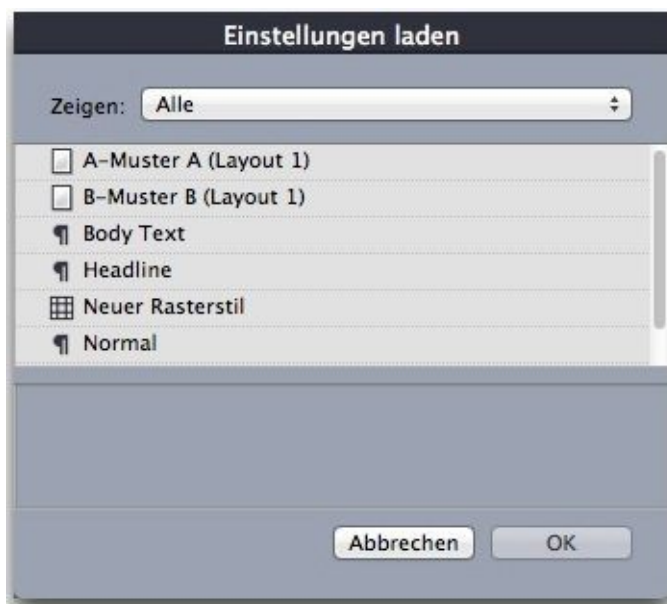 Einstellungen laden
Zeigen: Alle
A-Muster A (Layout 1)
B-Muster B (Layout 1)
¶ Body Text
¶ Headline
Neuer Rasterstil
¶ Normal
Abbrechen OK